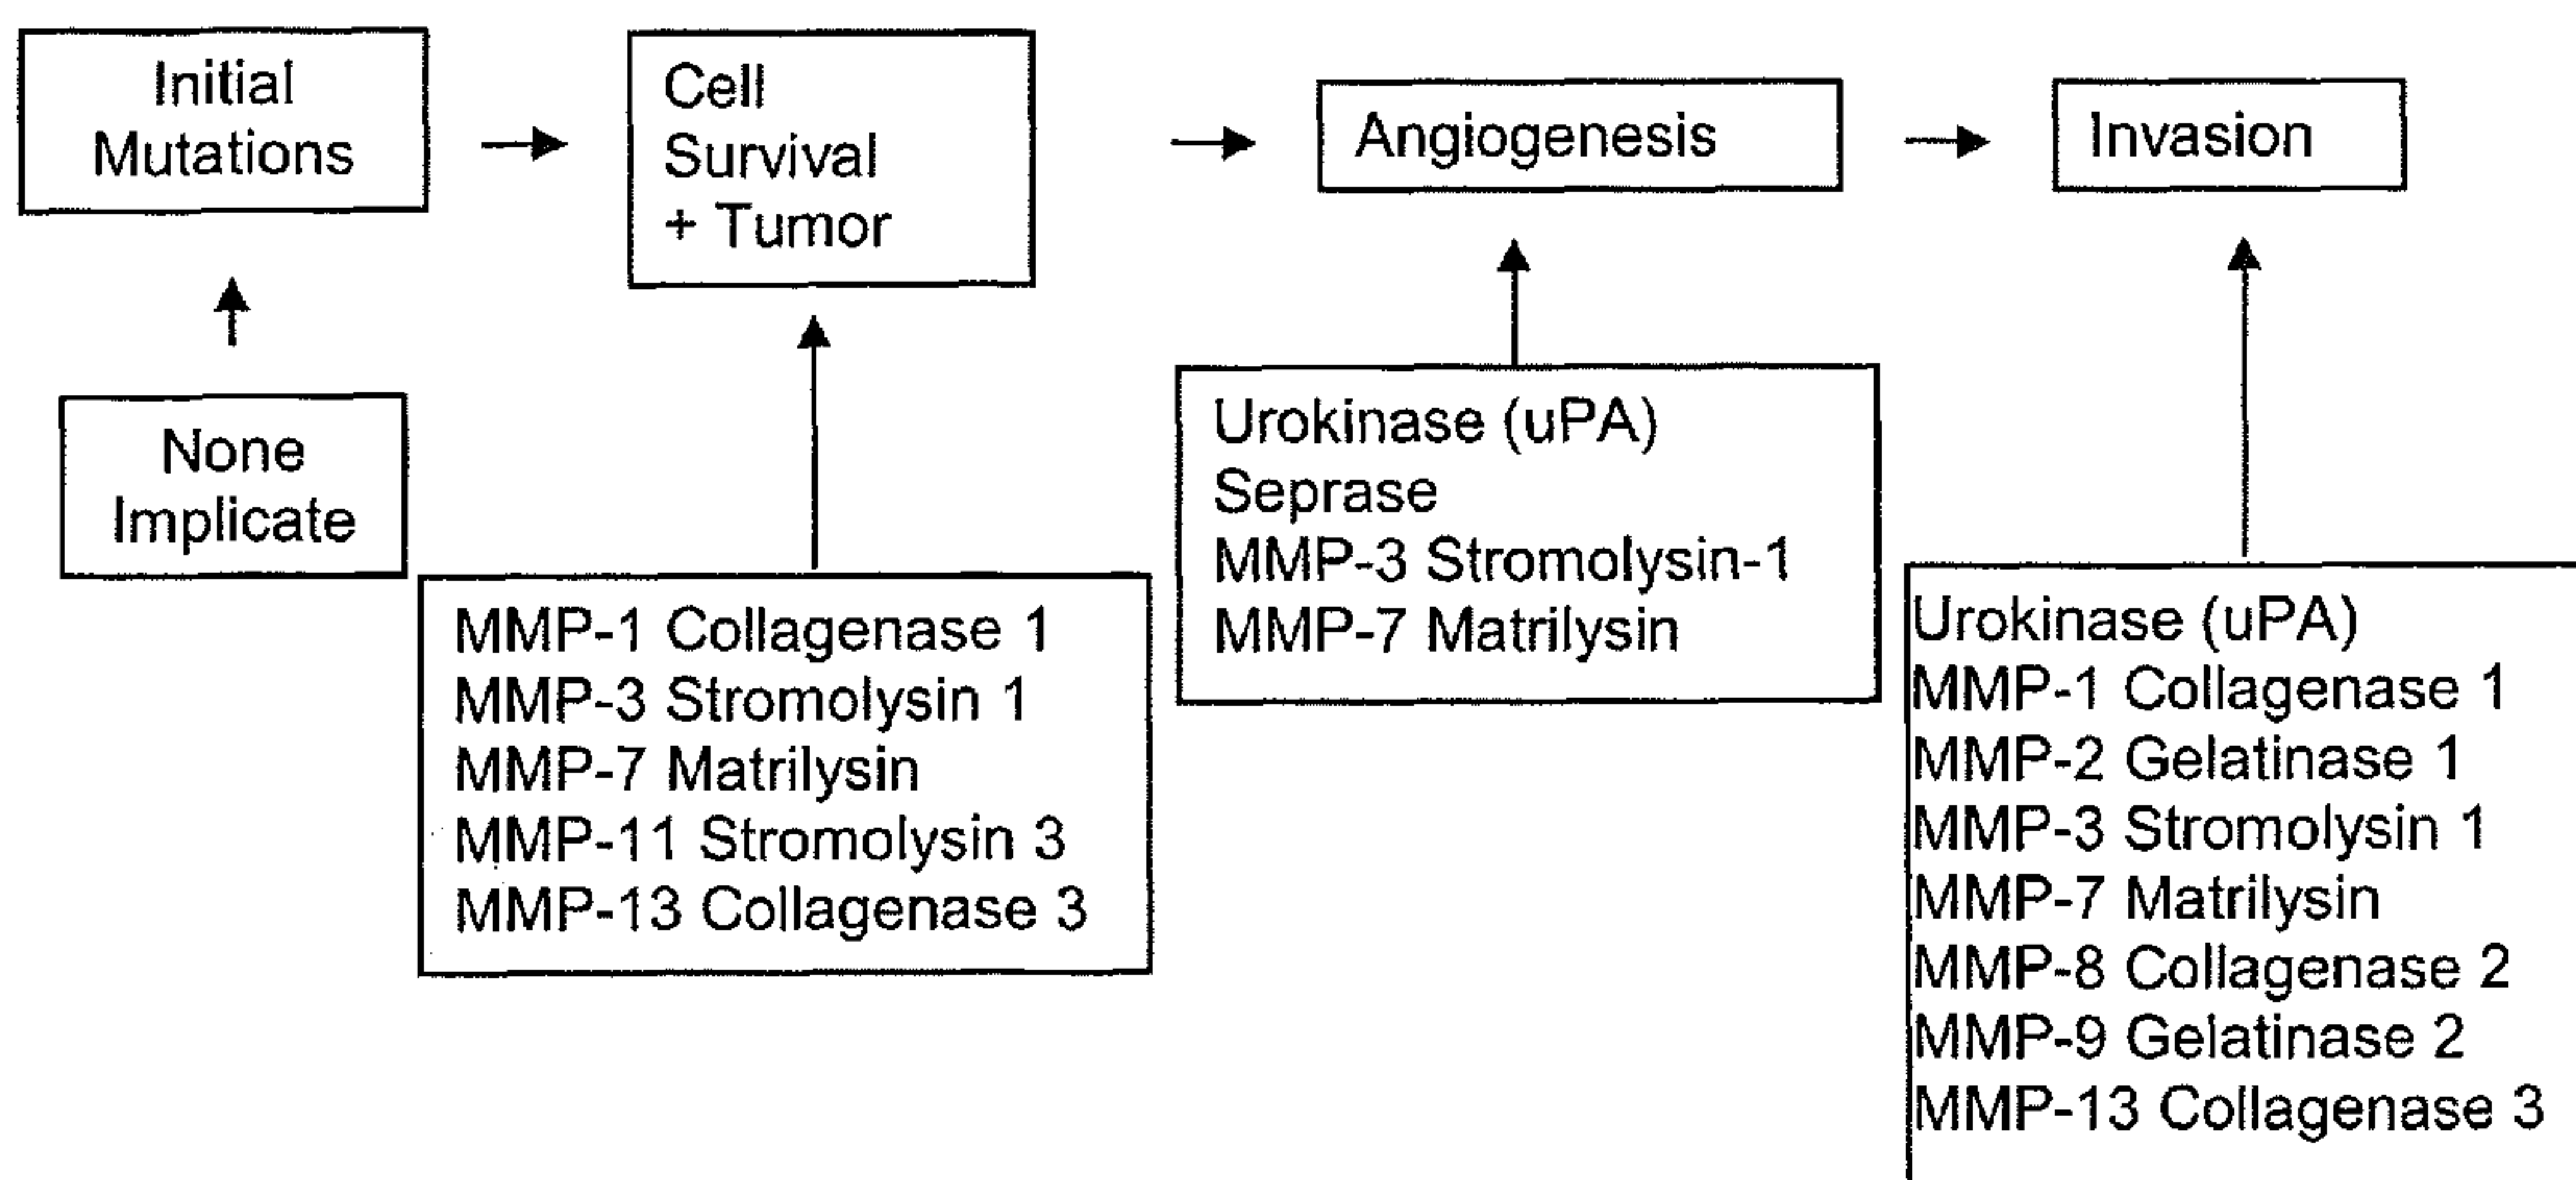 Initial
Mutations
Cell
Survival
+ Tumor
Angiogenesis
Invasion
None
Implicate
MMP-1 Collagenase 1
MMP-3 Stromolysin 1
MMP-7 Matrilysin
MMP-11 Stromolysin 3
MMP-13 Collagenase 3
Urokinase (uPA)
Seprase
MMP-3 Stromolysin-1
MMP-7 Matrilysin
Urokinase (uPA)
MMP-1 Collagenase 1
MMP-2 Gelatinase 1
MMP-3 Stromolysin 1
MMP-7 Matrilysin
MMP-8 Collagenase 2
MMP-9 Gelatinase 2
MMP-13 Collagenase 3